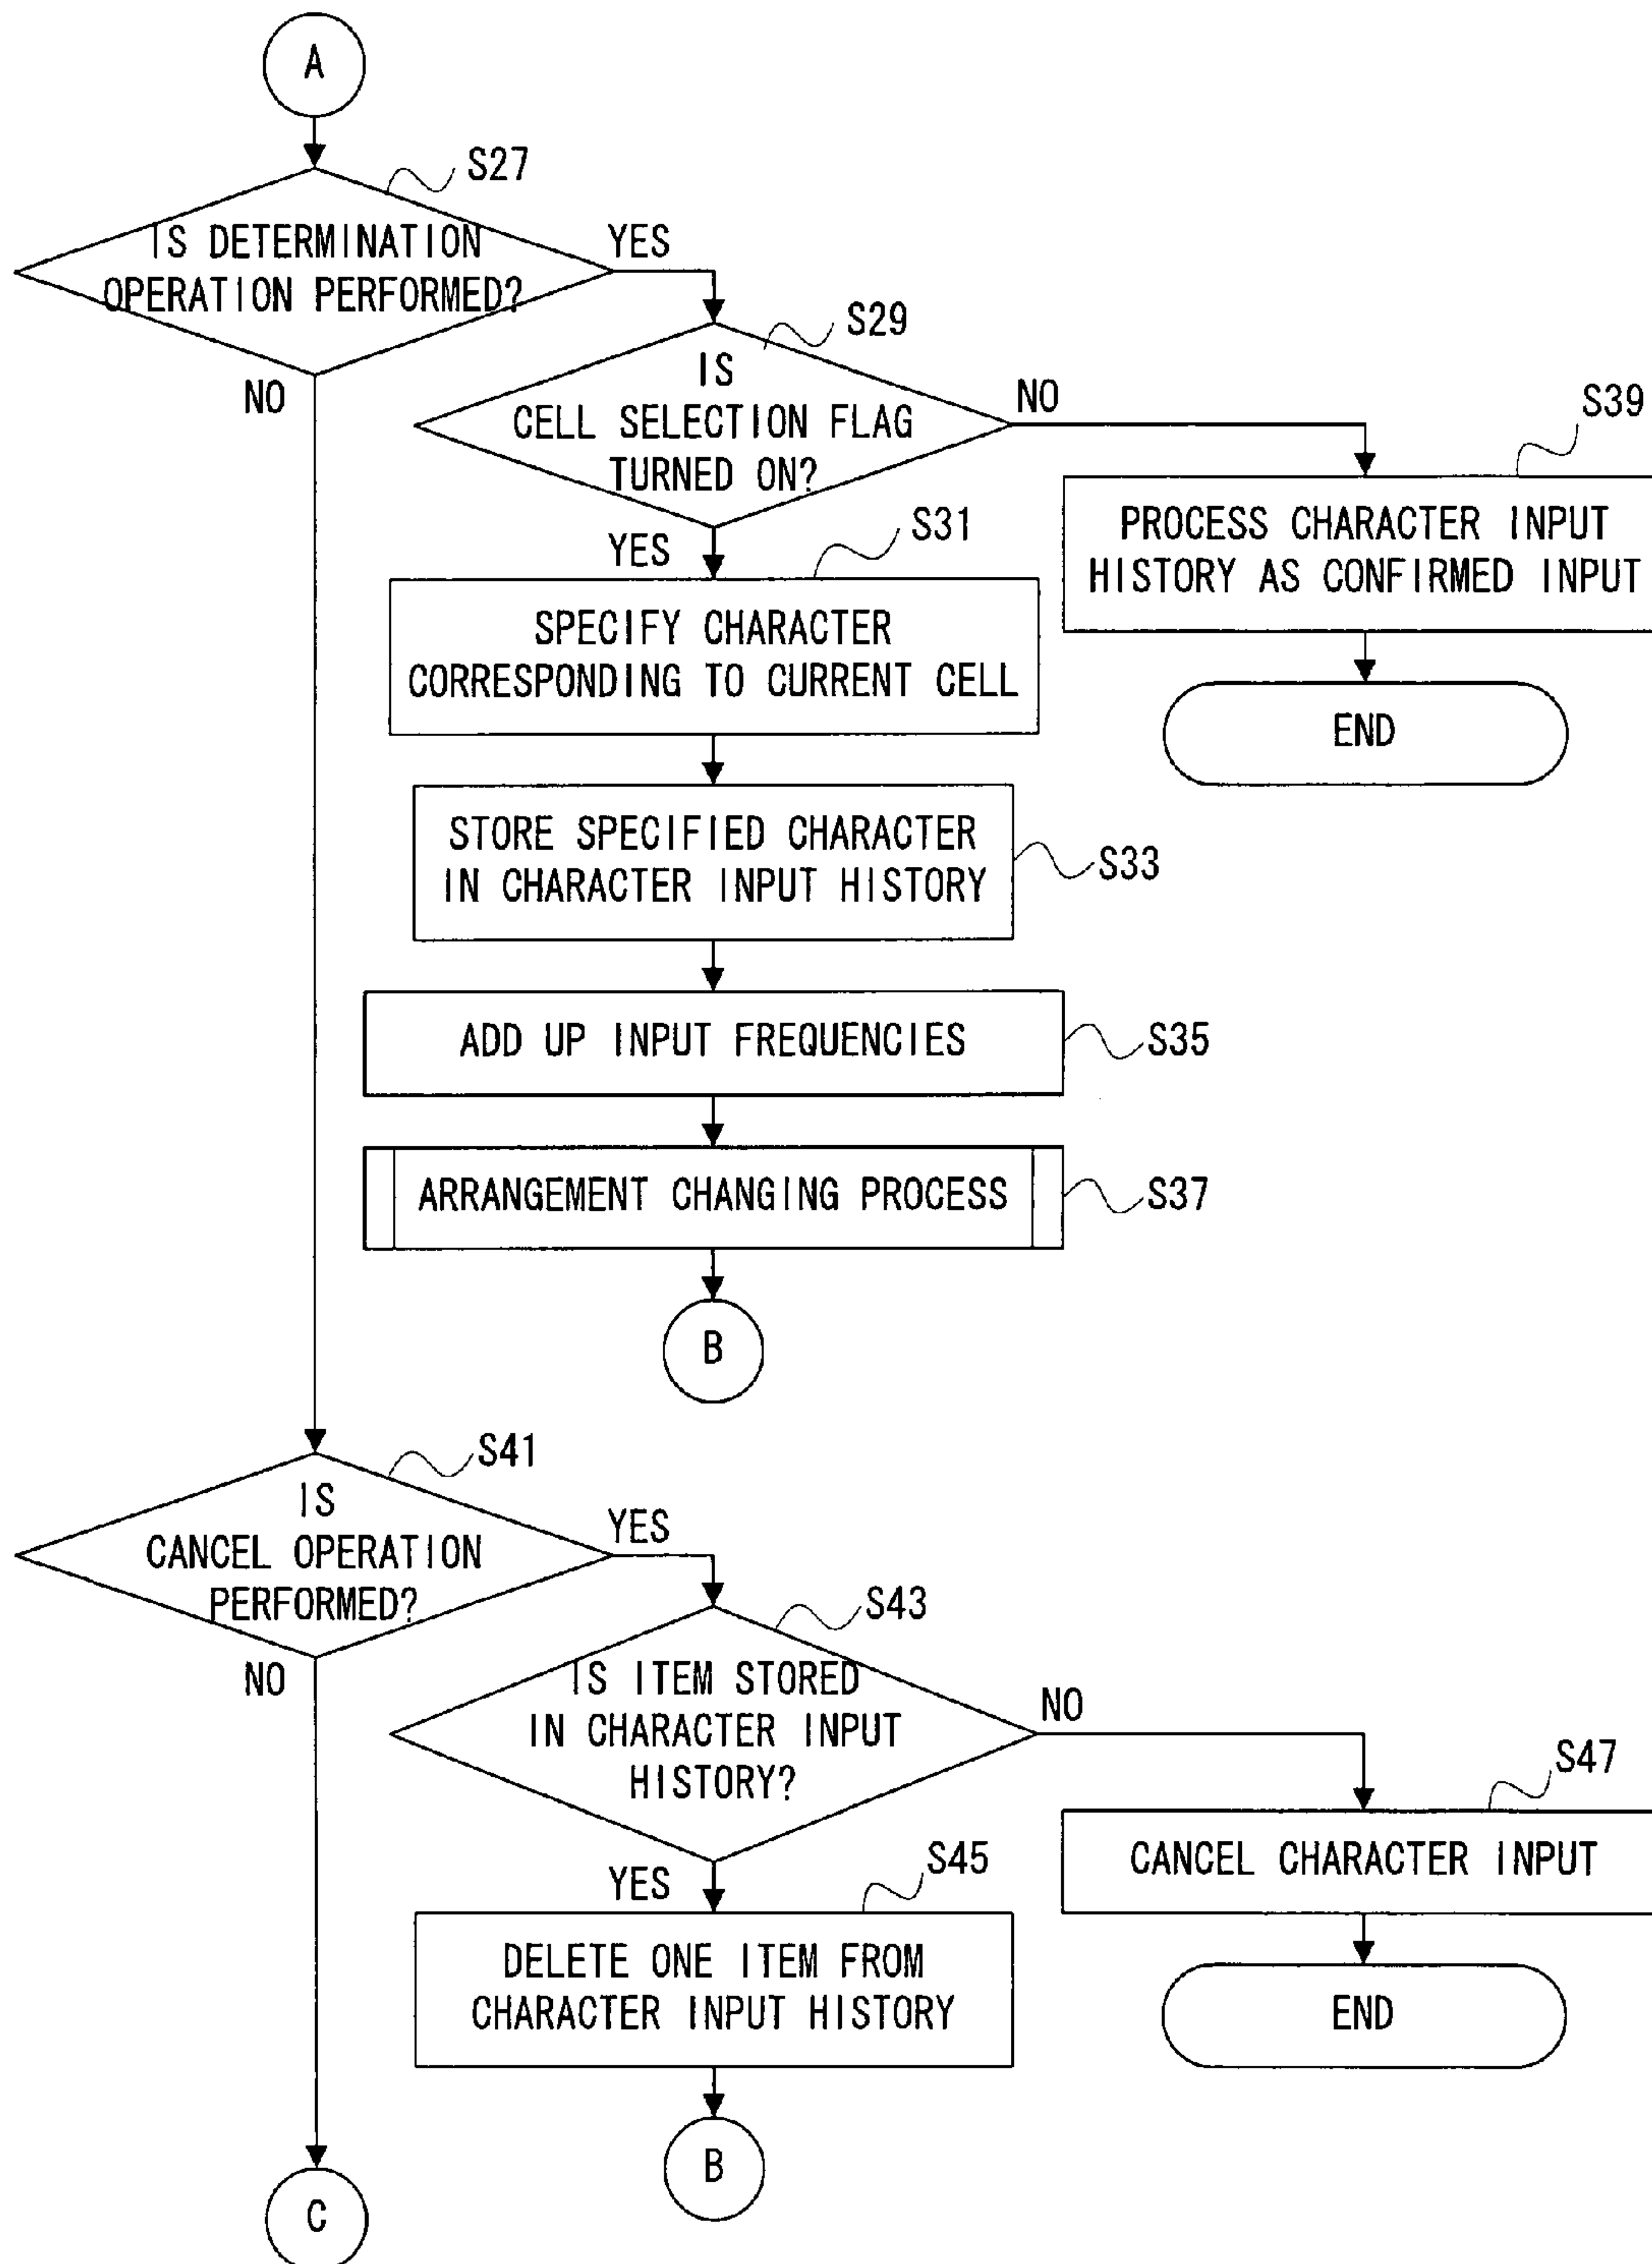 A
S27
IS DETERMINATION
OPERATION PERFORMED?
YES
NO
S29
IS
CELL SELECTION FLAG
TURNED ON?
NO
YES
S39
PROCESS CHARACTER INPUT
HISTORY AS CONFIRMED INPUT
END
S31
SPECIFY CHARACTER
CORRESPONDING TO CURRENT CELL
STORE SPECIFIED CHARACTER
IN CHARACTER INPUT HISTORY
S33
ADD UP INPUT FREQUENCIES
S35
ARRANGEMENT CHANGING PROCESS
S37
B
S41
IS
CANCEL OPERATION
PERFORMED?
YES
NO
S43
IS ITEM STORED
IN CHARACTER INPUT
HISTORY?
NO
YES
S47
CANCEL CHARACTER INPUT
END
S45
DELETE ONE ITEM FROM
CHARACTER INPUT HISTORY
B
C